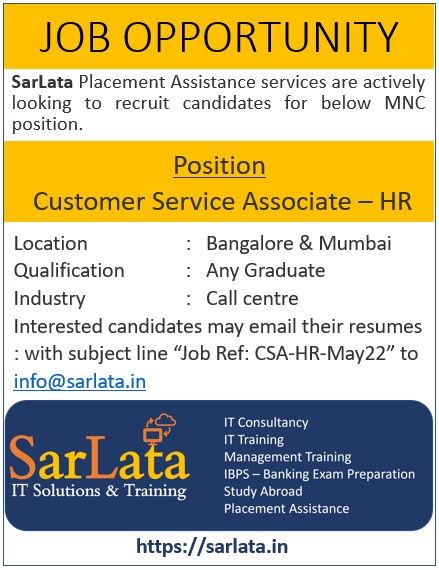 JOB OPPORTUNITY
SarLata Placement Assistance services are actively
looking to recruit candidates for below MNC
position.
Position
Customer Service Associate – HR
Location : Bangalore & Mumbai
Qualification : Any Graduate
Industry : Call centre
Interested candidates may email their resumes
: with subject line “Job Ref: CSA-HR-May22” to
info@sarlata.in
SarLata
IT Solutions & Training
IT Consultancy
IT Training
Management Training
IBPS – Banking Exam Preparation
Study Abroad
Placement Assistance
https://sarlata.in